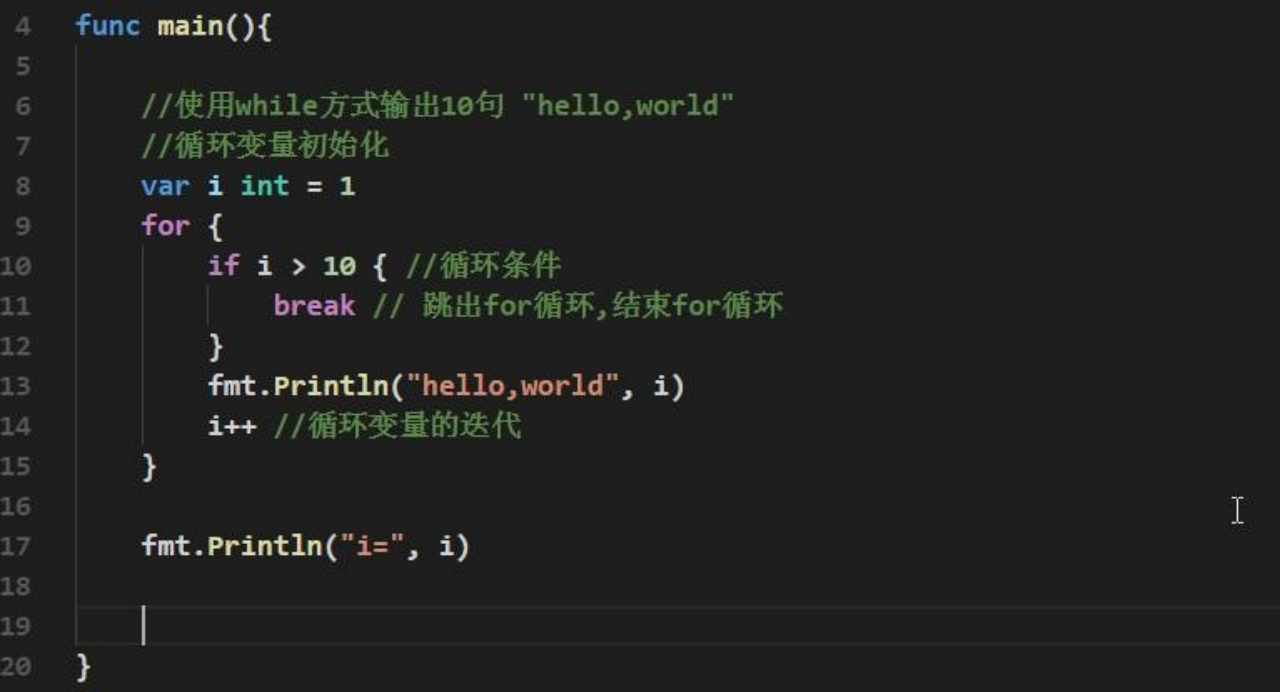 4 func main(){
5
6 //使用while方式输出10句 "hello,world"
7 //循环变量初始化
8 var i int = 1
9 for {
10 if i > 10 { //循环条件
11 break // 跳出for循环,结束for循环
12 }
13 fmt.Println("hello,world", i)
14 i++ //循环变量的迭代
15 }
16
17 fmt.Println("i=", i)
18
19
20 }